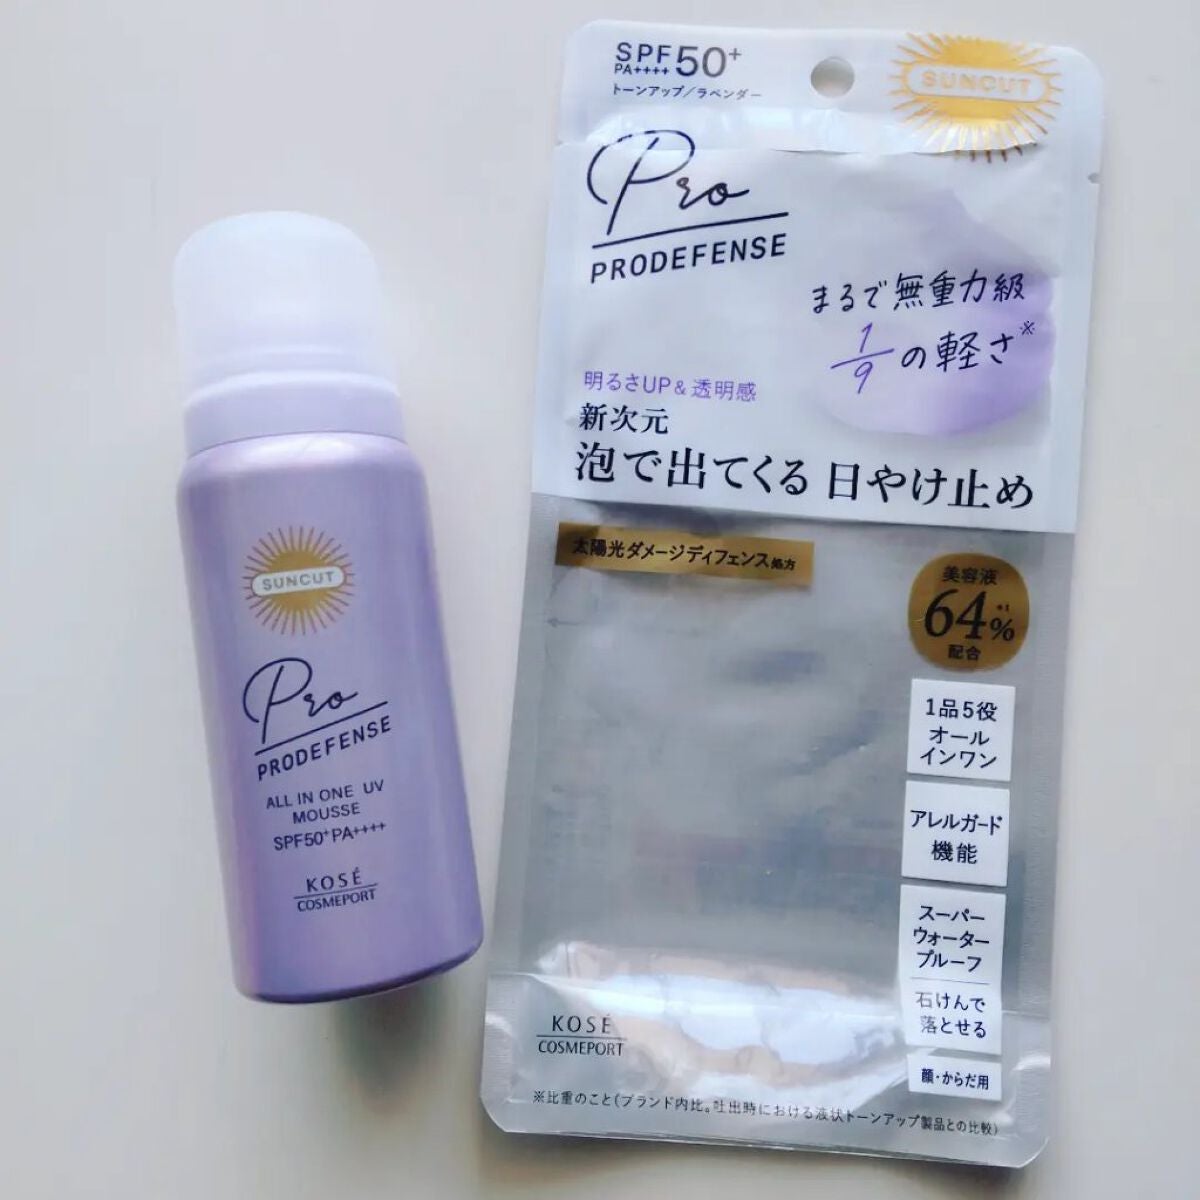 SUNCUT
Pro
PRODEFENSE
ALL IN ONE UV
MOUSSE
SPF50+PA++++
KOSÉ
COSMEPORT
SPF50+
PA++++
トーンアップ/ラベンダー
SUNCUT
Pro
PRODEFENSE
まるで無重力級
1/9の軽さ※
明るさUP&透明感
新次元
泡で出てくる 日やけ止め
太陽光ダメージディフェンス処方
美容液
64%※1
配合
1品5役
オール
インワン
アレルガード
機能
スーパー
ウォーター
プルーフ
石けんで
落とせる
顔・からだ用
KOSÉ
COSMEPORT
※比重のこと(ブランド内比。吐出時における液状トーンアップ製品との比較)